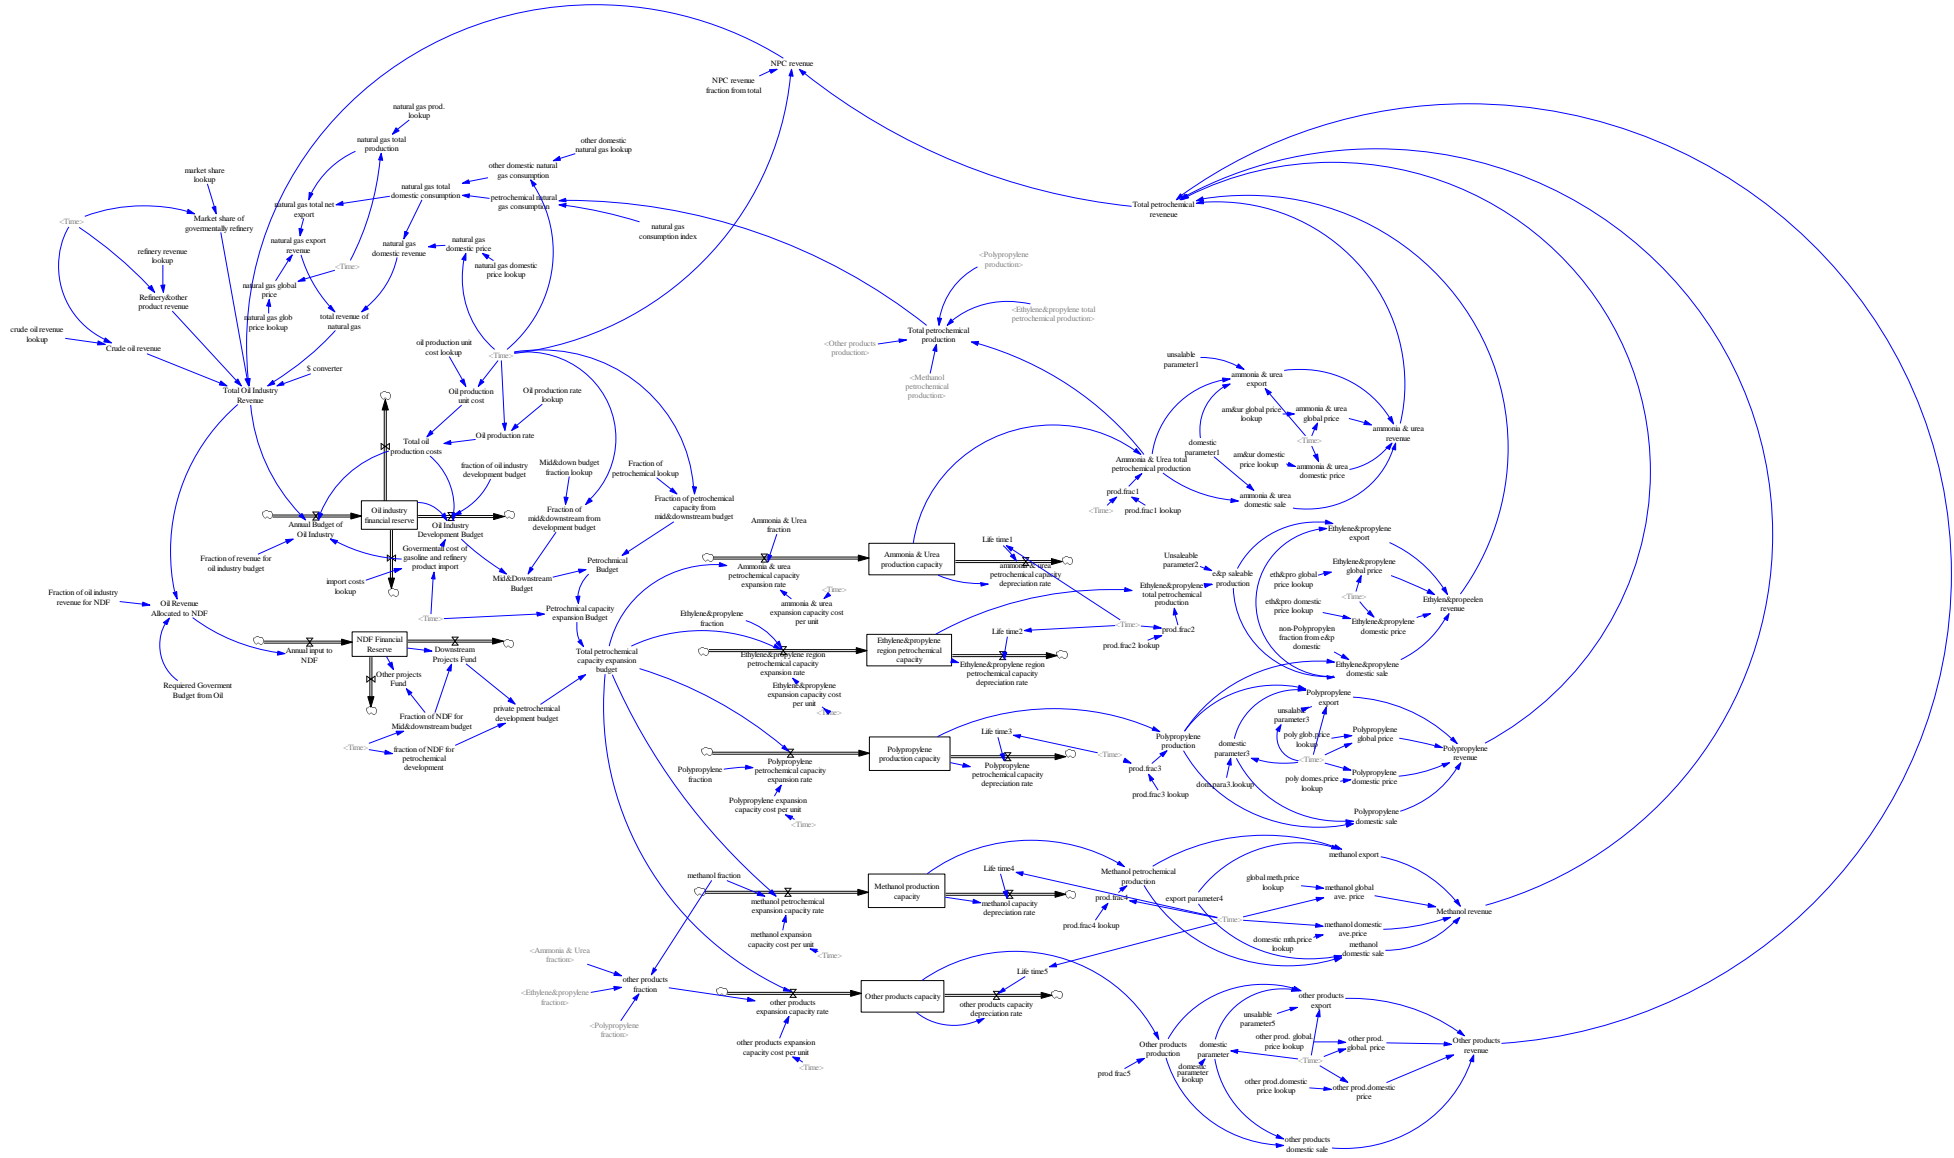 NPC revenue
NPC revenue
fraction from total
natural gas prod.
lookup
natural gas total
production
other domestic
natural gas lookup
market share
lookup
other domestic natural
gas consumption
natural gas total
domestic consumption
petrochemical natural
gas consumption
natural gas total net
export
<Time>
Market share of
governmentally refinery
natural gas
consumption index
Total petrochemical
reveneue
natural gas export
revenue
natural gas
domestic revenue
natural gas
domestic price
refinery revenue
lookup
<Time>
natural gas domestic
price lookup
<Polypropylene
production>
natural gas global
price
Refinery&other
product revenue
natural gas glob
price lookup
total revenue of
natural gas
<Ethylene&propylene total
petrochemical production>
crude oil revenue
lookup
Crude oil revenue
Total petrochemical
production
<Other products
production>
oil production unit
cost lookup
<Time>
$ converter
<Methanol
petrochemical
production>
unsalable
parameter1
ammonia & urea
export
Total Oil Industry
Revenue
Oil production
unit cost
Oil production rate
lookup
am&ur global price
lookup
ammonia & urea
global price
Total oil
production costs
Oil production rate
domestic
parameter1
<Time>
ammonia & urea
revenue
fraction of oil industry
development budget
Mid&down budget
fraction lookup
Fraction of
petrochemical lookup
Ammonia & Urea total
petrochemical production
am&ur domestic
price lookup
ammonia & urea
domestic price
prod.frac1
<Time>
prod.frac1 lookup
ammonia & urea
domestic sale
Oil industry
financial reserve
Fraction of
mid&downstream from
development budget
Fraction of petrochemical
capacity from
mid&downstream budget
Annual Budget of
Oil Industry
Oil Industry
Development Budget
Ammonia & Urea
fraction
Fraction of revenue for
oil industry budget
Govermental cost of
gasoline and refinery
product import
import costs
lookup
Mid&Downstream
Budget
Petrochmical
Budget
Ammonia & urea
petrochemical capacity
expansion rate
Ammonia & Urea
production capacity
Life time1
ammonia & urea
petrochemical capacity
depreciation rate
<Time>
ammonia & urea
expansion capacity cost
per unit
Unsaleable
parameter2
e&p saleable
production
Ethylene&propylene
export
Ethylene&propylene
global price
eth&pro global
price lookup
<Time>
eth&pro domestic
price lookup
Ethylene&propylene
domestic price
Ethylen&propeelen
revenue
Ethylene&propylene
total petrochemical
production
non-Polypropylen
fraction from e&p
domestic
Ethylene&propylene
domestic sale
Fraction of oil industry
revenue for NDF
Oil Revenue
Allocated to NDF
<Time>
Petrochmical capacity
expansion Budget
Annual input to
NDF
NDF Financial
Reserve
Downstream
Projects Fund
Other projects
Fund
Requiered Goverment
Budget from Oil
Total petrochemical
capacity expansion
budget
Ethylene&propylene
fraction
Ethylene&propylene region
petrochemical capacity
expansion rate
Ethylene&propylene
expansion capacity cost
per unit
<Time>
Ethylene&propylene
region petrochemical
capacity
Life time2
Ethylene&propylene region
petrochemical capacity
depreciation rate
<Time>
prod.frac2
prod.frac2 lookup
Fraction of NDF for
Mid&downstream budget
private petrochemical
development budget
<Time>
fraction of NDF for
petrochemical
development
Polypropylene
fraction
Polypropylene
petrochemical capacity
expansion rate
Polypropylene expansion
capacity cost per unit
<Time>
Polypropylene
production capacity
Life time3
Polypropylene
petrochemical capacity
depreciation rate
<Time>
prod.frac3
prod.frac3 lookup
Polypropylene
production
domestic
parameter3
dom.para3.lookup
Polypropylene
export
unsalable
parameter3
poly glob.price
lookup
Polypropylene
global price
<Time>
poly domes.price
lookup
Polypropylene
domestic price
Polypropylene
revenue
Polypropylene
domestic sale
methanol fraction
methanol petrochemical
expansion capacity rate
methanol expansion
capacity cost per unit
<Time>
Methanol production
capacity
Life time4
methanol capacity
depreciation rate
Methanol petrochemical
production
prod.frac4
prod.frac4 lookup
export parameter4
<Time>
methanol export
global meth.price
lookup
methanol global
ave. price
methanol domestic
ave.price
domestic mth.price
lookup
methanol
domestic sale
Methanol revenue
<Ammonia & Urea
fraction>
<Ethylene&propylene
fraction>
other products
fraction
<Polypropylene
fraction>
other products
expansion capacity rate
other products expansion
capacity cost per unit
<Time>
Other products capacity
Life time5
other products capacity
depreciation rate
Other products
production
prod frac5
domestic
parameter
domestic
parameter
lookup
other products
export
unsalable
parameter5
other prod. global.
price lookup
other prod.
global. price
<Time>
other prod.domestic
price lookup
other prod.domestic
price
Other products
revenue
other products
domestic sale